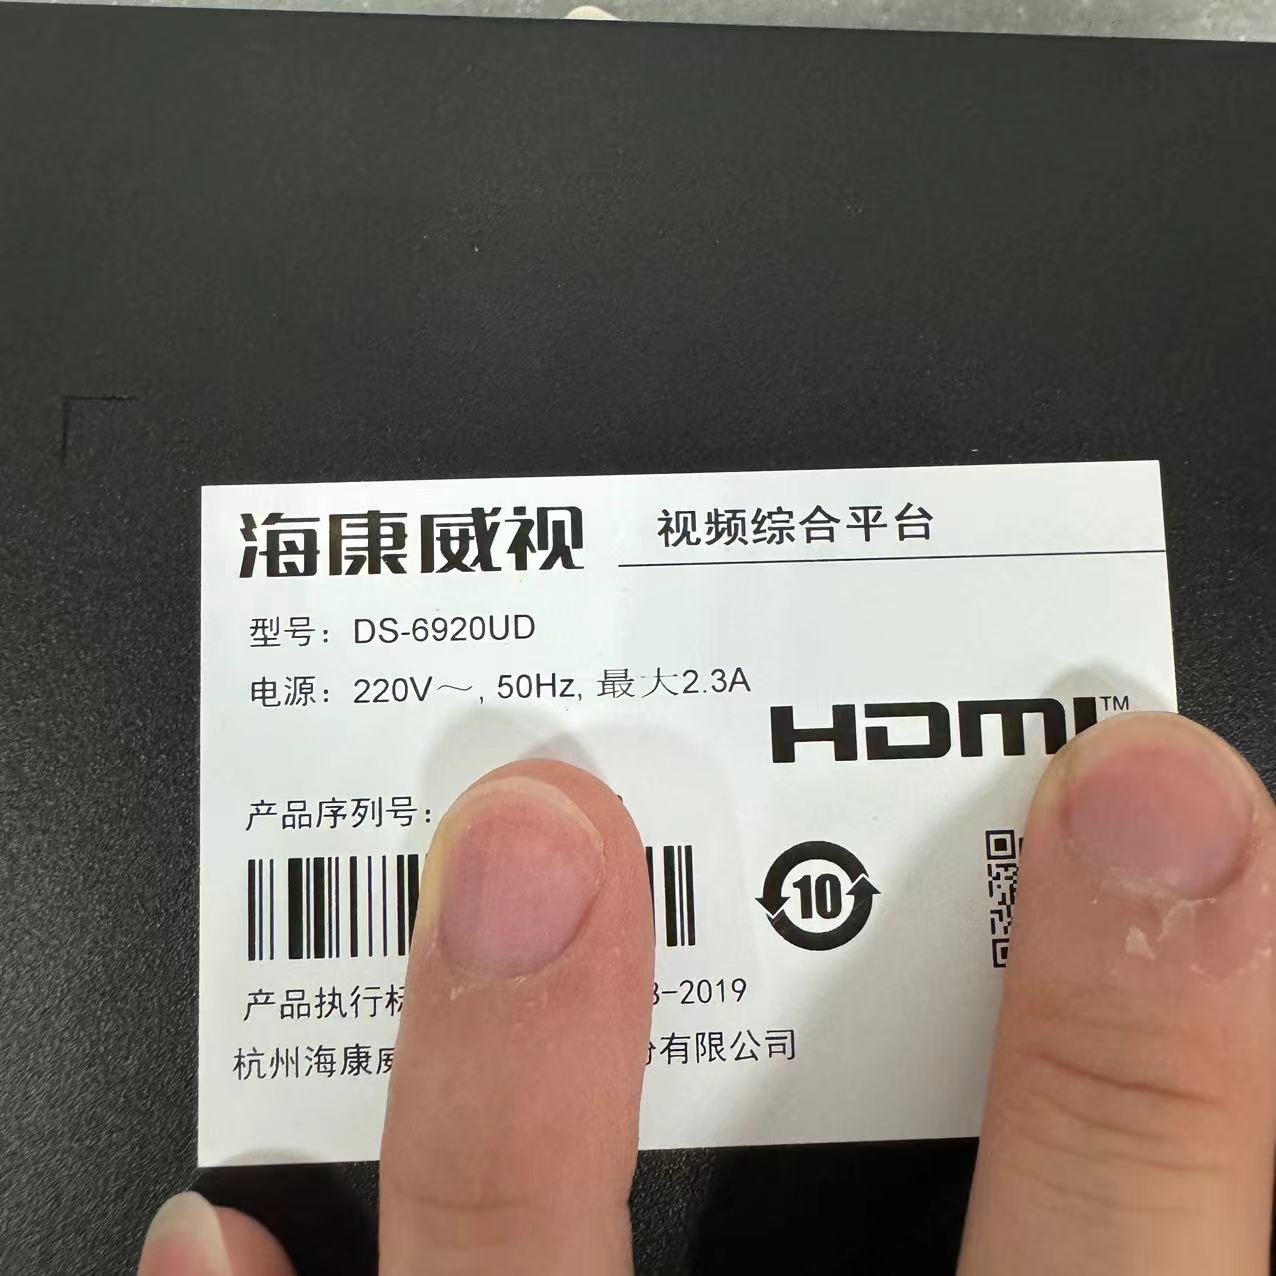 海康威视
视频综合平台
型号：DS-6920UD
电源：220V～, 50Hz, 最大2.3A
HDMI™
产品序列号：
10
产品执行 -2019
杭州海康 有限公司